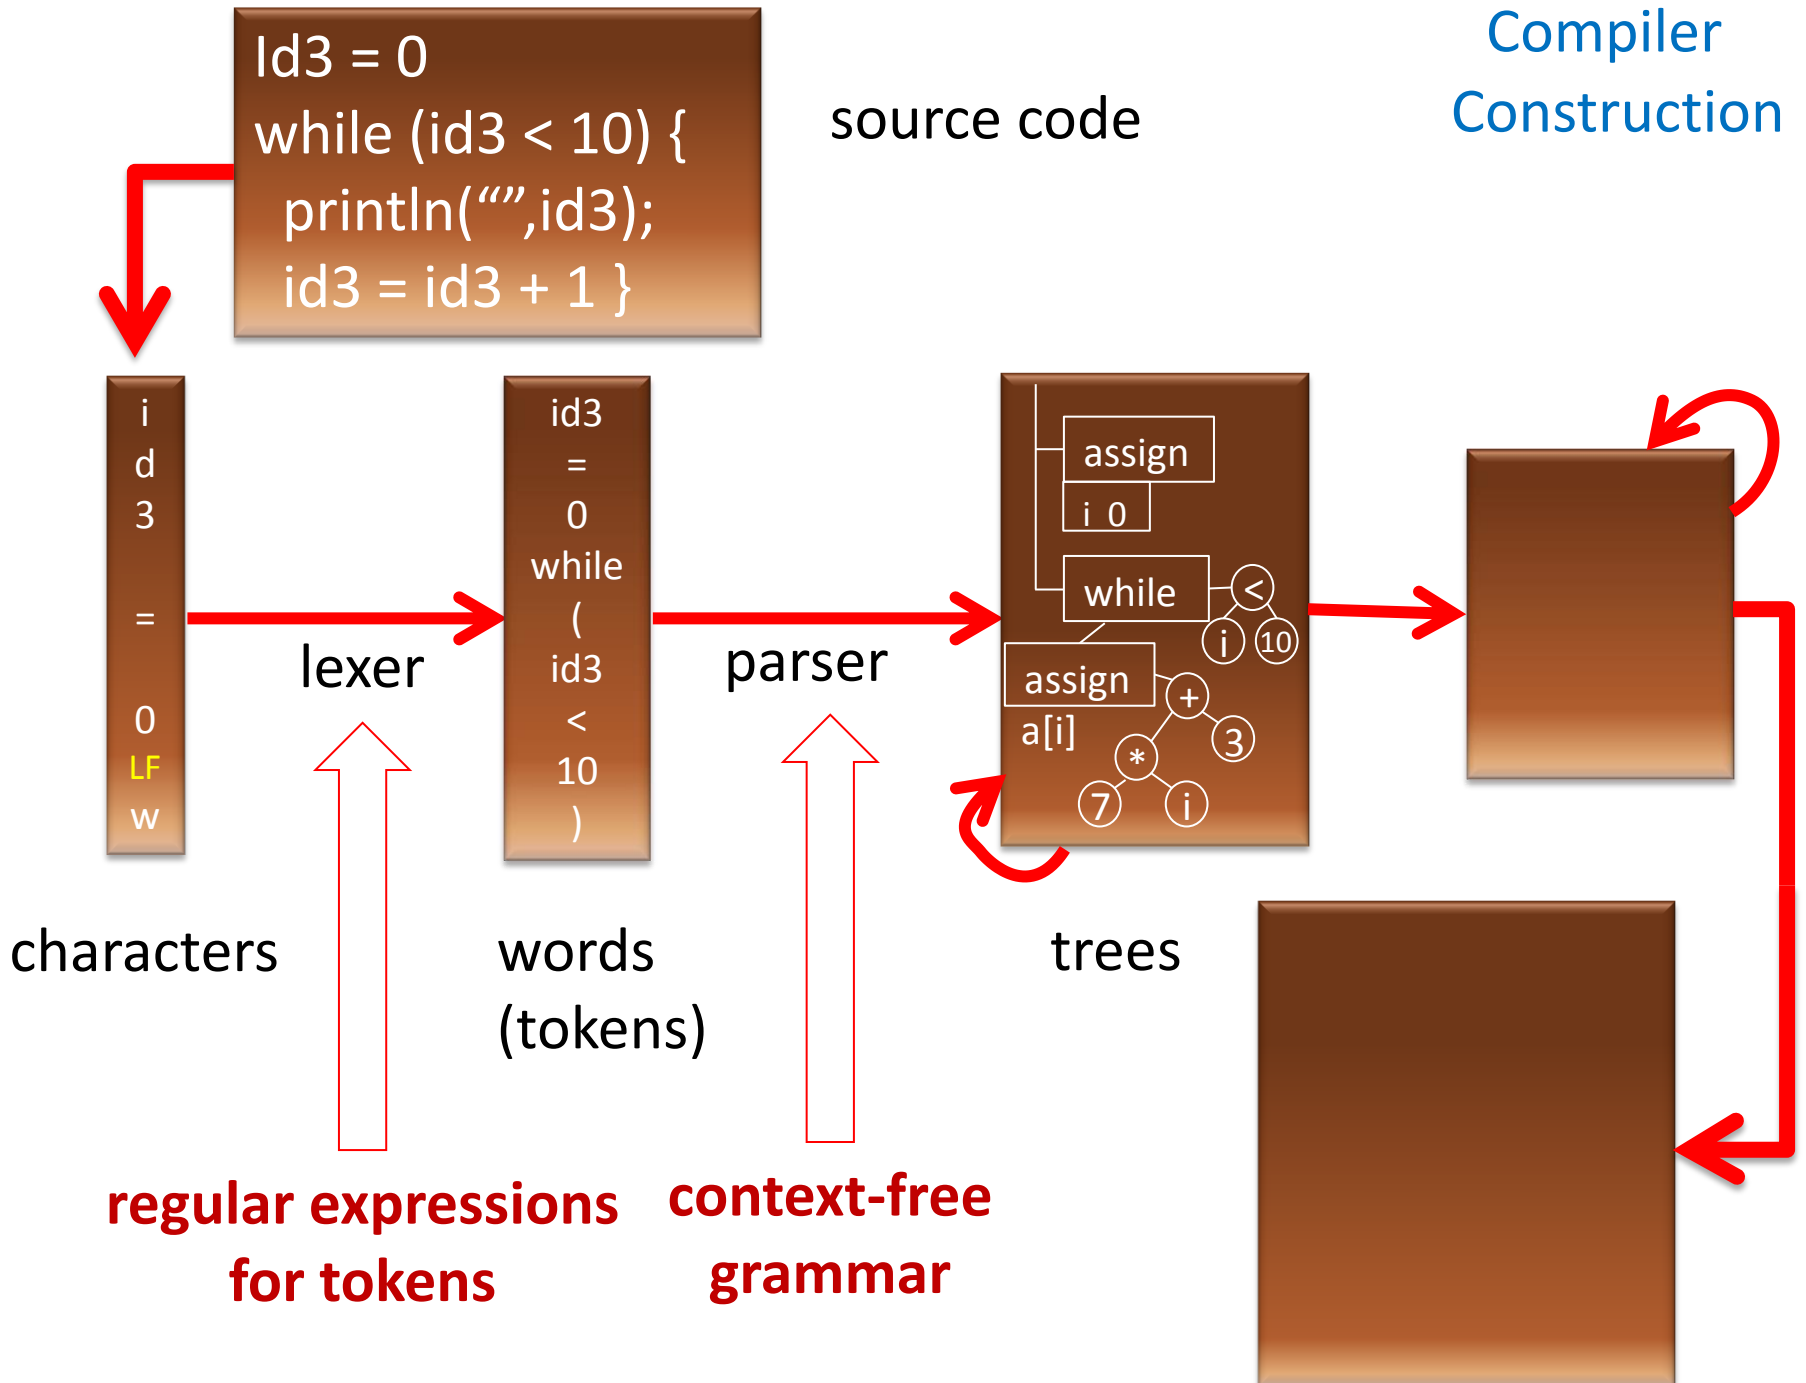 Compiler
Construction
Id3 = 0
while (id3 < 10) {
println(“”,id3);
id3 = id3 + 1 }
source code
i
d
3
=
0
LF
w
characters
lexer
id3
=
0
while
(
id3
<
10
)
words
(tokens)
parser
assign
i 0
while
<
i
10
assign
a[i]
+
3
*
7
i
trees
regular expressions
for tokens
context-free
grammar